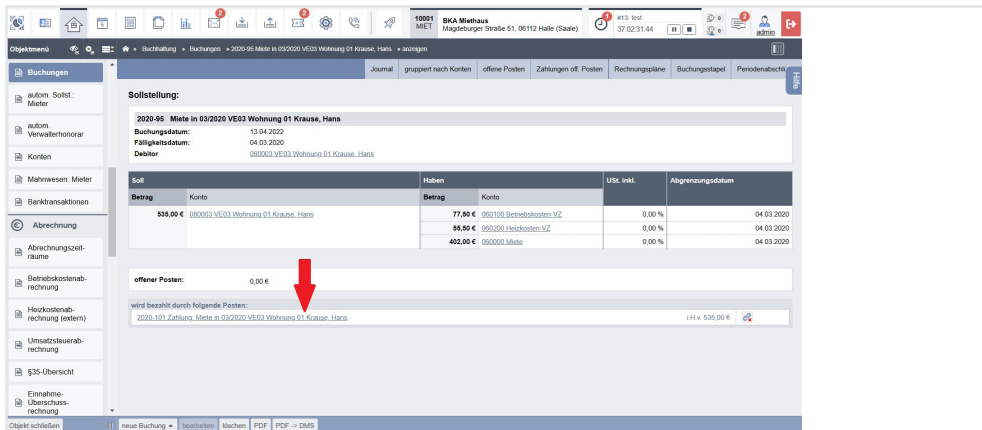 2
2
10001
MIET
BKA Miethaus
Magdeburger Straße 51, 06112 Halle (Saale)
1
#13: test
37:02:31:44
0
0
2
admin
Objektmenü
» Buchhaltung » Buchungen » 2020-95 Miete in 03/2020 VE03 Wohnung 01 Krause, Hans » anzeigen
Journal gruppiert nach Konten offene Posten Zahlungen off. Posten Rechnungspläne Buchungsstapel
Hilfe
Buchungen
autom. Sollst.:
Mieter
autom.
Verwalterhonorar
Konten
Mahnwesen: Mieter
Banktransaktionen
Abrechnung
Abrechnungszeit-
räume
Betriebskostenab-
rechnung
Heizkostenab-
rechnung (extern)
Umsatzsteuerab-
rechnung
§35-Übersicht
Einnahme-
Überschuss-
rechnung
Sollstellung:
2020-95 Miete in 03/2020 VE03 Wohnung 01 Krause, Hans
Buchungsdatum: 13.04.2022
Fälligkeitsdatum: 04.03.2020
Debitor 080003 VE03 Wohnung 01 Krause, Hans
Soll Haben USt. inkl. Abgrenzungsdatum
Betrag Konto Betrag Konto
535,00 € 080003 VE03 Wohnung 01 Krause, Hans 77,50 € 060100 Betriebskosten-VZ 0,00 % 04.03.2020
55,50 € 060200 Heizkosten-VZ 0,00 % 04.03.2020
402,00 € 060000 Miete 0,00 % 04.03.2020
offener Posten: 0,00 €
wird bezahlt durch folgende Posten:
2020-101 Zahlung: Miete in 03/2020 VE03 Wohnung 01 Krause, Hans i.H.v. 535,00 €
Objekt schließen neue Buchung bearbeiten löschen PDF PDF -> DMS